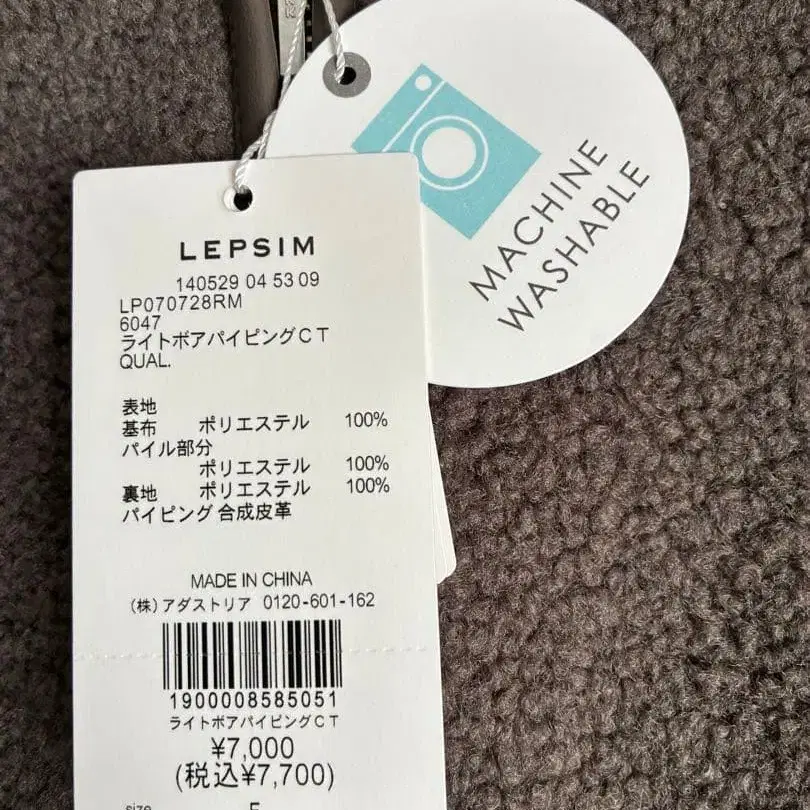 LEPSIM
140529 04 53 09
LP070728RM
6047
ライトボアパイピングCT
QUAL.
表地
基布 ポリエステル 100%
パイル部分
ポリエステル 100%
裏地 ポリエステル 100%
パイピング 合成皮革
MADE IN CHINA
(株)アダストリア 0120-601-162
1900008585051
ライトボアパイピングCT
¥7,000
(税込¥7,700)
size F
MACHINE
WASHABLE